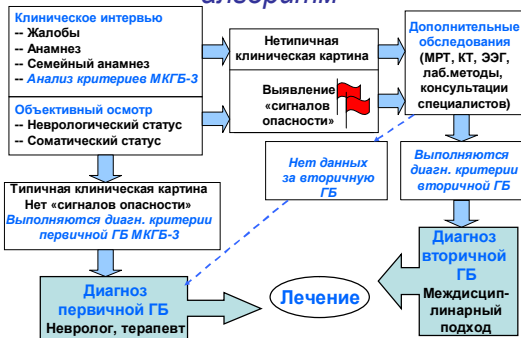 алгоритм
Клиническое интервью
-- Жалобы
-- Анамнез
-- Семейный анамнез
-- Анализ критериев МКГБ-3
Объективный осмотр
-- Неврологический статус
-- Соматический статус
Нетипичная
клиническая картина
Выявление
«сигналов
опасности»
Дополнительные
обследования
(МРТ, КТ, ЭЭГ,
лаб.методы,
консультации
специалистов)
Нет данных
за вторичную
ГБ
Выполняются
диагн. критерии
вторичной ГБ
Типичная клиническая картина
Нет «сигналов опасности»
Выполняются диагн. критерии
первичной ГБ МКГБ-3
Диагноз
первичной ГБ
Невролог, терапевт
Лечение
Диагноз
вторичной
ГБ
Междисцип-
линарный
подход